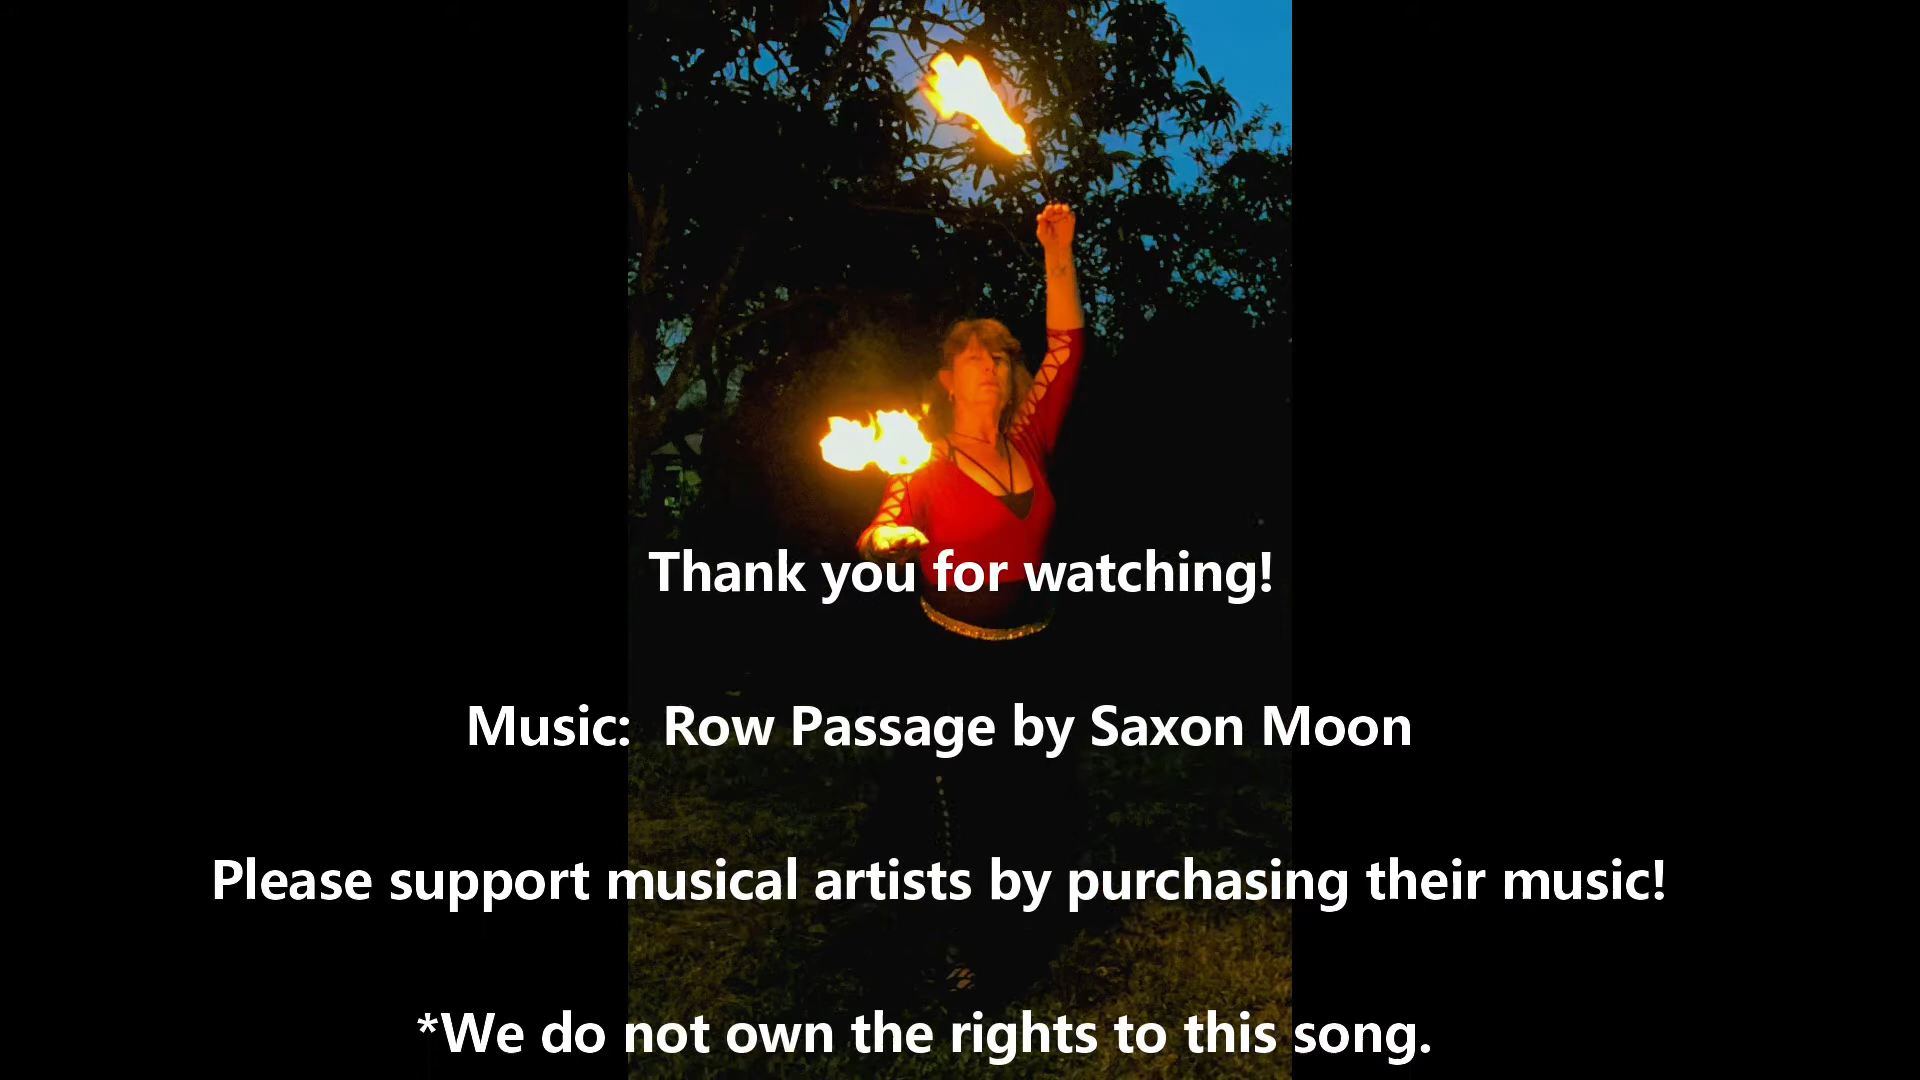 Thank you for watching!
Music:  Row Passage by Saxon Moon
Please support musical artists by purchasing their music!
*We do not own the rights to this song.